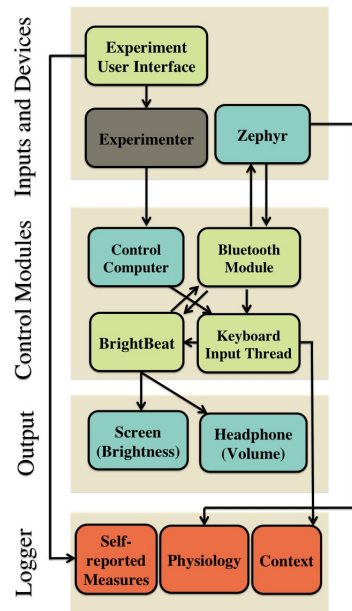 Inputs and Devices
Experiment
User Interface
Experimenter
Zephyr
Control Modules
Control
Computer
Bluetooth
Module
BrightBeat
Keyboard
Input Thread
Output
Screen
(Brightness)
Headphone
(Volume)
Logger
Self-
reported
Measures
Physiology
Context